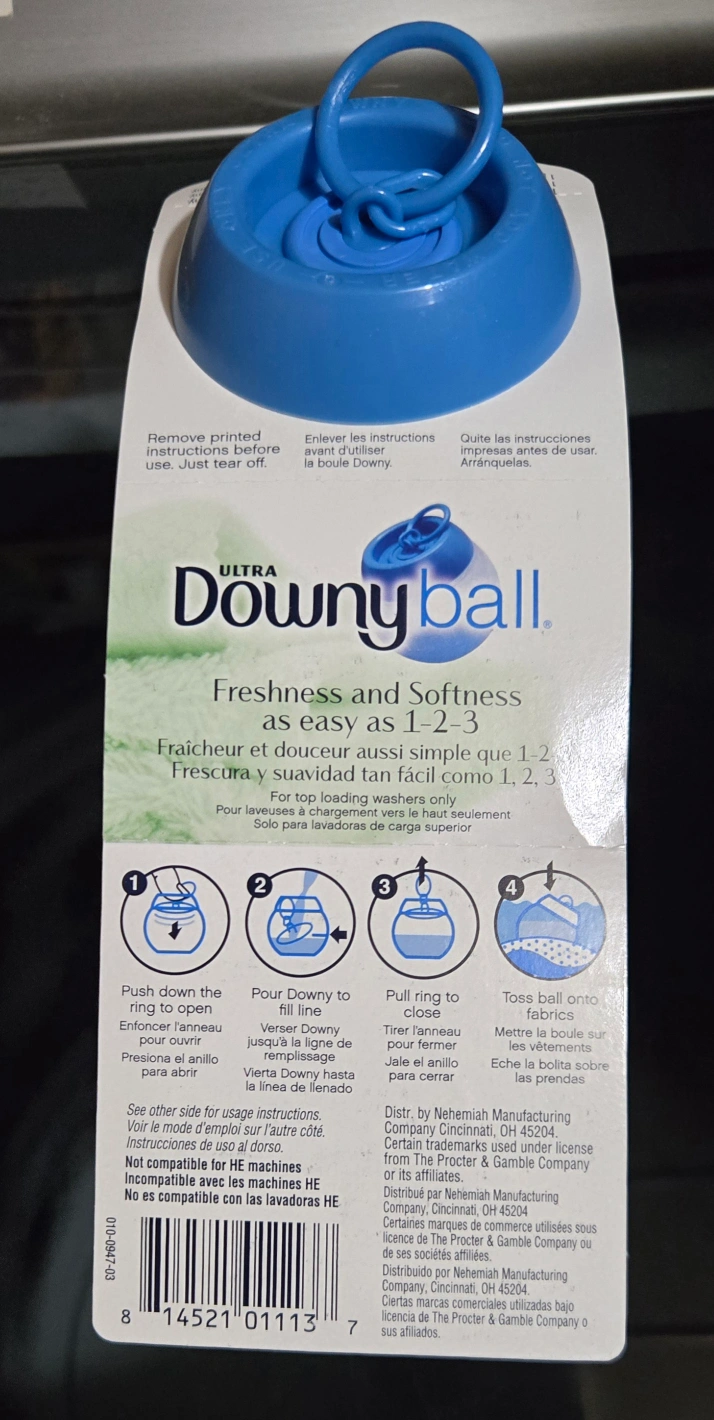 Remove printed
instructions before
use. Just tear off.
Enlever les instructions
avant d'utiliser
la boule Downy.
Quite las instrucciones
impresas antes de usar.
Arránquelas.
ULTRA
Downy ball®
Freshness and Softness
as easy as 1-2-3
Fraîcheur et douceur aussi simple que 1-2
Frescura y suavidad tan fácil como 1, 2, 3
For top loading washers only
Pour laveuses à chargement vers le haut seulement
Solo para lavadoras de carga superior
1
Push down the
ring to open
Enfoncer l'anneau
pour ouvrir
Presiona el anillo
para abrir
2
Pour Downy to
fill line
Verser Downy
jusqu'à la ligne de
remplissage
Vierta Downy hasta
la línea de llenado
3
Pull ring to
close
Tirer l'anneau
pour fermer
Jale el anillo
para cerrar
4
Toss ball onto
fabrics
Mettre la boule sur
les vêtements
Eche la bolita sobre
las prendas
See other side for usage instructions.
Voir le mode d'emploi sur l'autre côté.
Instrucciones de uso al dorso.
Not compatible for HE machines
Incompatible avec les machines HE
No es compatible con las lavadoras HE
010-0947-03
8 14521 01113 7
Distr. by Nehemiah Manufacturing
Company Cincinnati, OH 45204.
Certain trademarks used under license
from The Procter & Gamble Company
or its affiliates.
Distribué par Nehemiah Manufacturing
Company, Cincinnati, OH 45204
Certaines marques de commerce utilisées sous
licence de The Procter & Gamble Company ou
de ses sociétés affiliées.
Distribuido por Nehemiah Manufacturing
Company, Cincinnati, OH 45204.
Ciertas marcas comerciales utilizadas bajo
licencia de The Procter & Gamble Company o
sus afiliados.